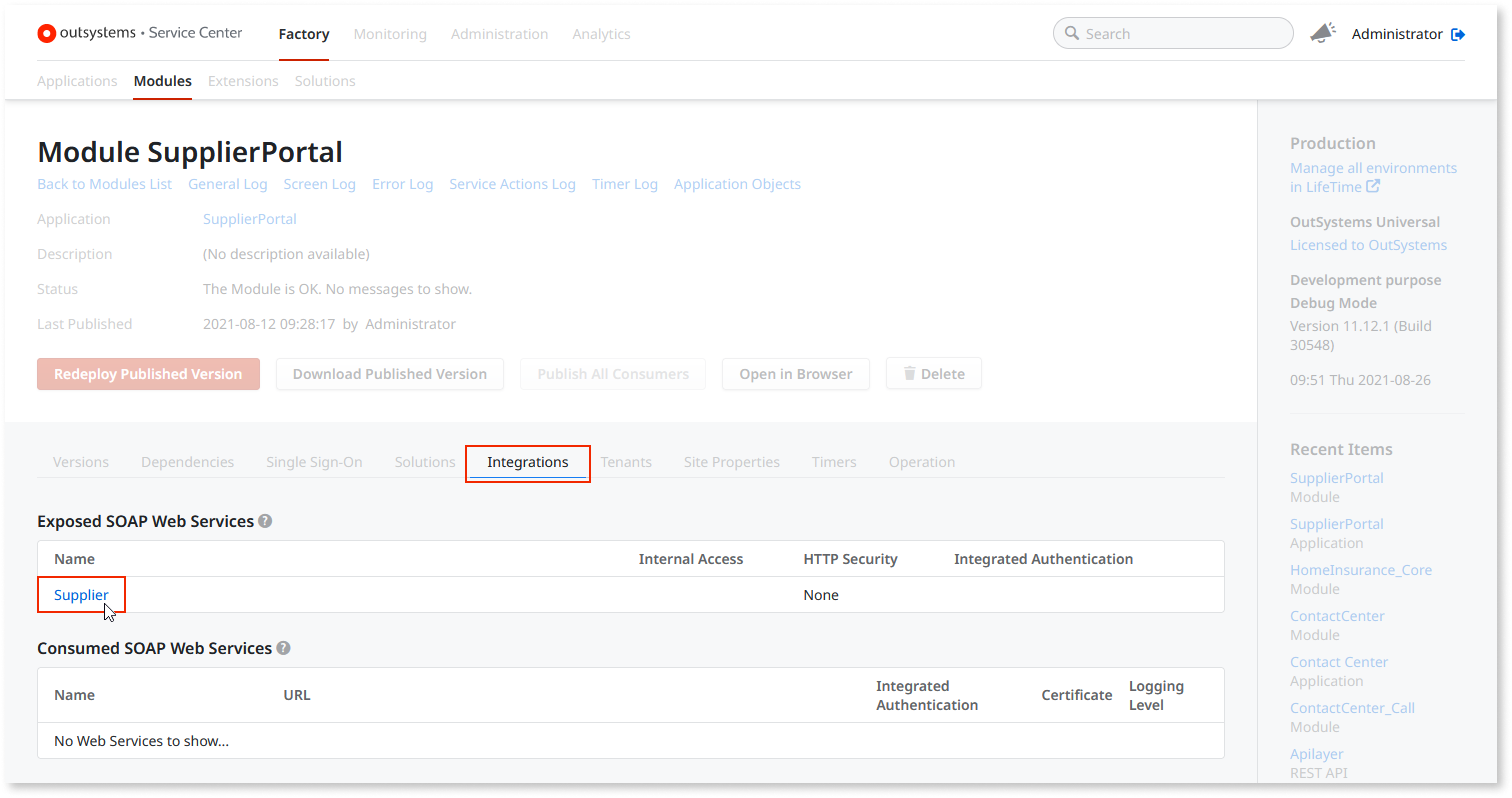 outsystems • Service Center Factory Monitoring Administration Analytics Search Administrator
Applications Modules Extensions Solutions
Module SupplierPortal
Back to Modules List General Log Screen Log Error Log Service Actions Log Timer Log Application Objects
Application SupplierPortal
Description (No description available)
Status The Module is OK. No messages to show.
Last Published 2021-08-12 09:28:17 by Administrator
Redeploy Published Version Download Published Version Publish All Consumers Open in Browser Delete
Versions Dependencies Single Sign-On Solutions Integrations Tenants Site Properties Timers Operation
Exposed SOAP Web Services ?
Name Internal Access HTTP Security Integrated Authentication
Supplier None
Consumed SOAP Web Services ?
Name URL Integrated Authentication Certificate Logging Level
No Web Services to show...
Production
Manage all environments
in LifeTime
OutSystems Universal
Licensed to OutSystems
Development purpose
Debug Mode
Version 11.12.1 (Build
30548)
09:51 Thu 2021-08-26
Recent Items
SupplierPortal
Module
SupplierPortal
Application
HomeInsurance_Core
Module
ContactCenter
Module
Contact Center
Application
ContactCenter_Call
Module
Apilayer
REST API